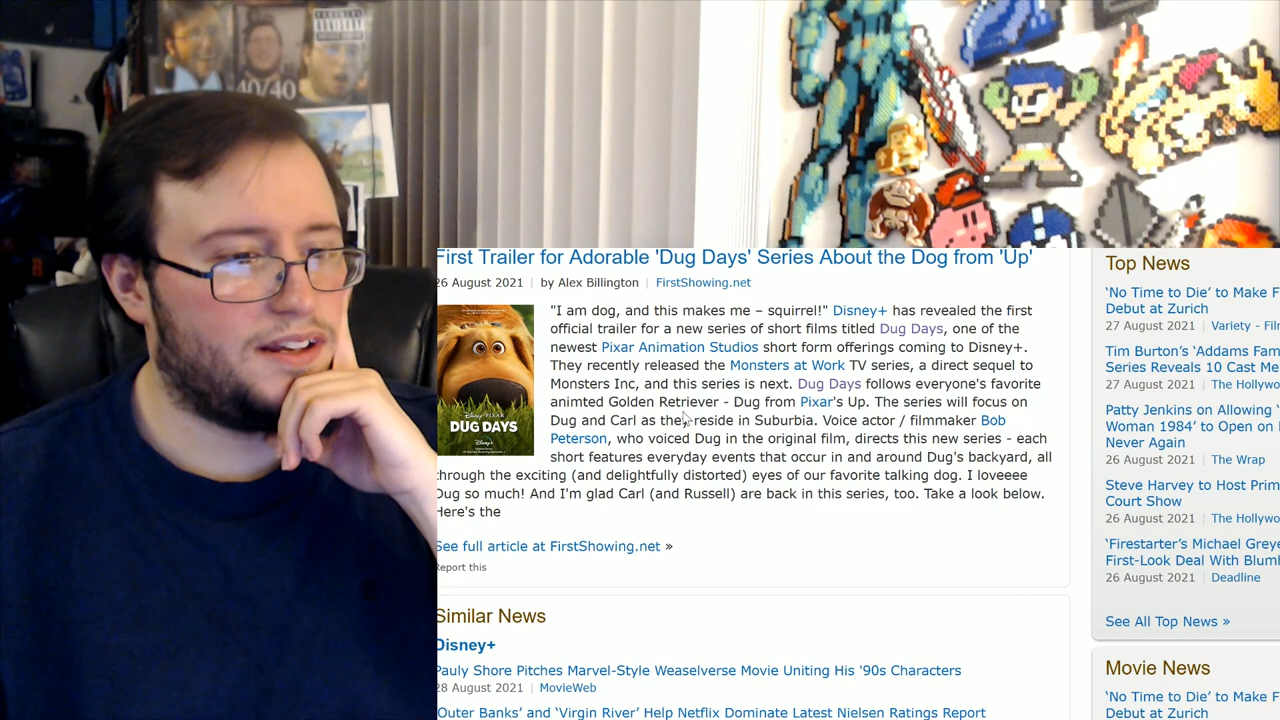 40/40
First Trailer for Adorable 'Dug Days' Series About the Dog from 'Up'
26 August 2021 | by Alex Billington | FirstShowing.net
"I am dog, and this makes me – squirrel!" Disney+ has revealed the first
official trailer for a new series of short films titled Dug Days, one of the
newest Pixar Animation Studios short form offerings coming to Disney+.
They recently released the Monsters at Work TV series, a direct sequel to
Monsters Inc, and this series is next. Dug Days follows everyone's favorite
animted Golden Retriever - Dug from Pixar's Up. The series will focus on
Dug and Carl as they reside in Suburbia. Voice actor / filmmaker Bob
Peterson, who voiced Dug in the original film, directs this new series - each
short features everyday events that occur in and around Dug's backyard, all
through the exciting (and delightfully distorted) eyes of our favorite talking dog. I loveeee
Dug so much! And I'm glad Carl (and Russell) are back in this series, too. Take a look below.
Here's the
DISNEY·PIXAR
DUG DAYS
Disney+
See full article at FirstShowing.net »
Report this
Similar News
Disney+
Pauly Shore Pitches Marvel-Style Weaselverse Movie Uniting His '90s Characters
28 August 2021 | MovieWeb
'Outer Banks' and 'Virgin River' Help Netflix Dominate Latest Nielsen Ratings Report
Top News
'No Time to Die' to Make F
Debut at Zurich
27 August 2021 | Variety - Fil
Tim Burton's 'Addams Fam
Series Reveals 10 Cast Me
27 August 2021 | The Hollywo
Patty Jenkins on Allowing '
Woman 1984' to Open on
Never Again
26 August 2021 | The Wrap
Steve Harvey to Host Prim
Court Show
26 August 2021 | The Hollywo
'Firestarter's Michael Greye
First-Look Deal With Bluml
26 August 2021 | Deadline
See All Top News »
Movie News
'No Time to Die' to Make F
Debut at Zurich